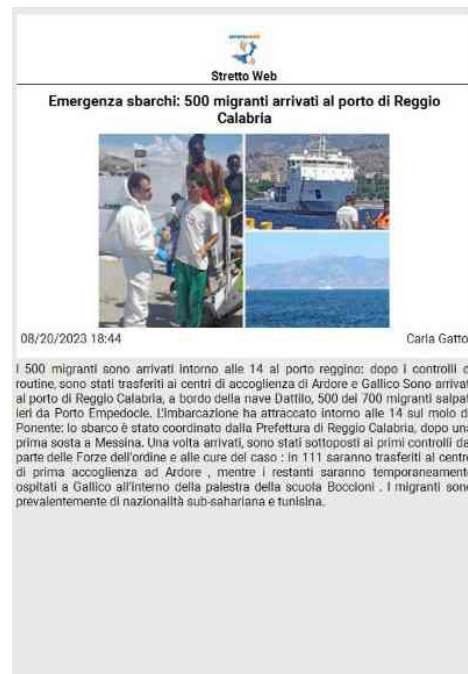 Stretto Web
Emergenza sbarchi: 500 migranti arrivati al porto di Reggio
Calabria
08/20/2023 18:44
Carla Gatto
I 500 migranti sono arrivati intorno alle 14 al porto reggino: dopo i controlli d
routine, sono stati trasferiti ai centri di accoglienza di Ardore e Gallico Sono arrivat
al porto di Reggio Calabria, a bordo della nave Dattilo, 500 dei 700 migranti salpat
ieri da Porto Empedocle. L'imbarcazione ha attraccato intorno alle 14 sul molo d
Ponente: lo sbarco è stato coordinato dalla Prefettura di Reggio Calabria, dopo una
prima sosta a Messina. Una volta arrivati, sono stati sottoposti ai primi controlli da
parte delle Forze dell'ordine e alle cure del caso : in 111 saranno trasferiti al centro
di prima accoglienza ad Ardore , mentre i restanti saranno temporaneamente
ospitati a Gallico all'interno della palestra della scuola Boccioni . I migranti sono
prevalentemente di nazionalità sub-sahariana e tunisina.